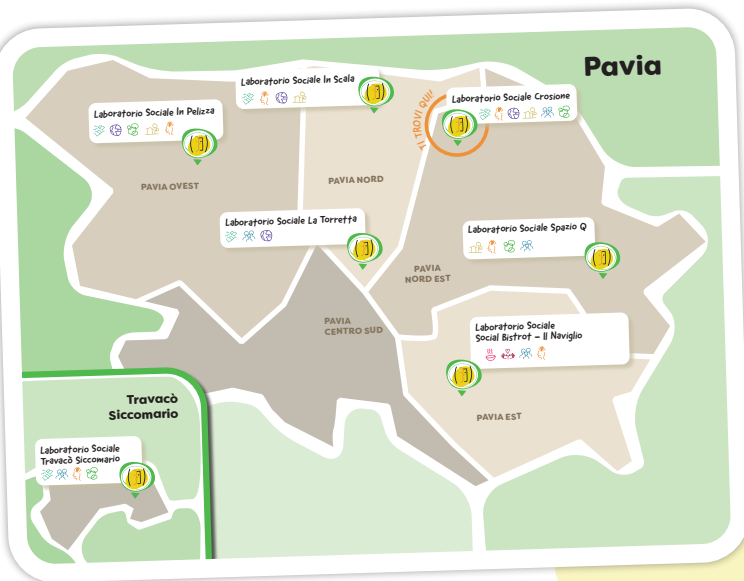 Pavia
Laboratorio Sociale In Scala
Laboratorio Sociale Crosione
TI TROVI QUI!
Laboratorio Sociale In Pelizza
PAVIA OVEST
PAVIA NORD
Laboratorio Sociale La Torretta
Laboratorio Sociale Spazio Q
PAVIA
NORD EST
PAVIA
CENTRO SUD
Laboratorio Sociale
Social Bistrot – Il Naviglio
PAVIA EST
Travacò
Siccomario
Laboratorio Sociale
Travacò Siccomario